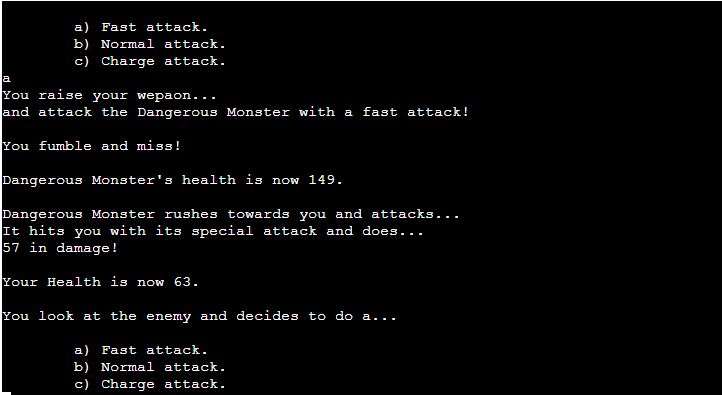 a) Fast attack.
b) Normal attack.
c) Charge attack.
a
You raise your wepaon...
and attack the Dangerous Monster with a fast attack!
You fumble and miss!
Dangerous Monster's health is now 149.
Dangerous Monster rushes towards you and attacks...
It hits you with its special attack and does...
57 in damage!
Your Health is now 63.
You look at the enemy and decides to do a...
a) Fast attack.
b) Normal attack.
c) Charge attack.